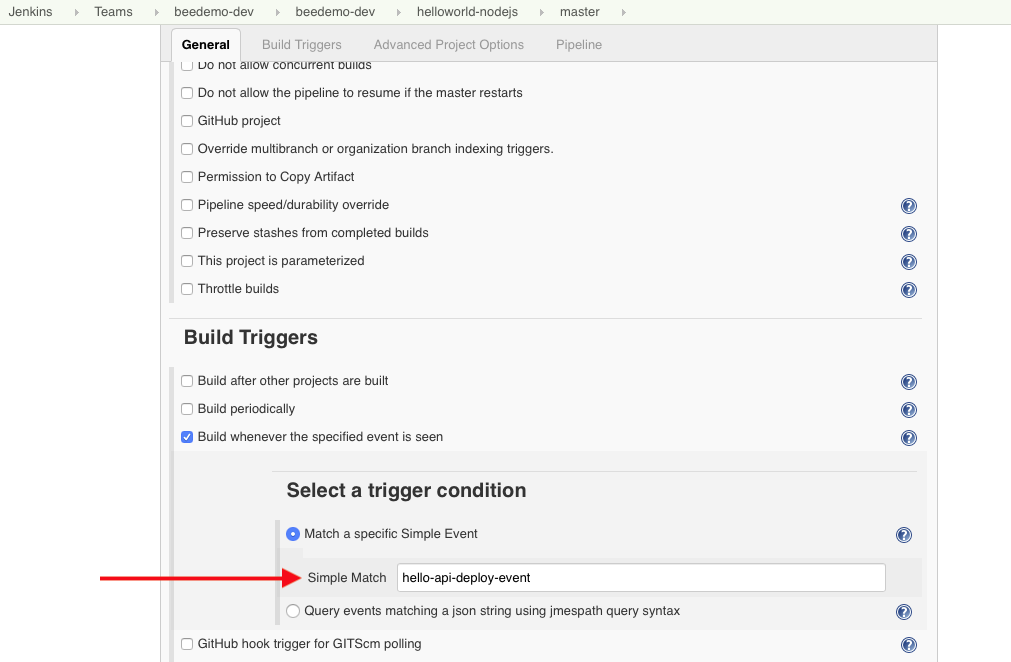 Jenkins Teams beedemo-dev beedemo-dev helloworld-nodejs master
General Build Triggers Advanced Project Options Pipeline
Do not allow concurrent builds
Do not allow the pipeline to resume if the master restarts
GitHub project
Override multibranch or organization branch indexing triggers.
Permission to Copy Artifact
Pipeline speed/durability override ?
Preserve stashes from completed builds ?
This project is parameterized ?
Throttle builds ?
Build Triggers
Build after other projects are built ?
Build periodically ?
Build whenever the specified event is seen ?
Select a trigger condition
Match a specific Simple Event ?
Simple Match hello-api-deploy-event
Query events matching a json string using jmespath query syntax ?
GitHub hook trigger for GITScm polling ?